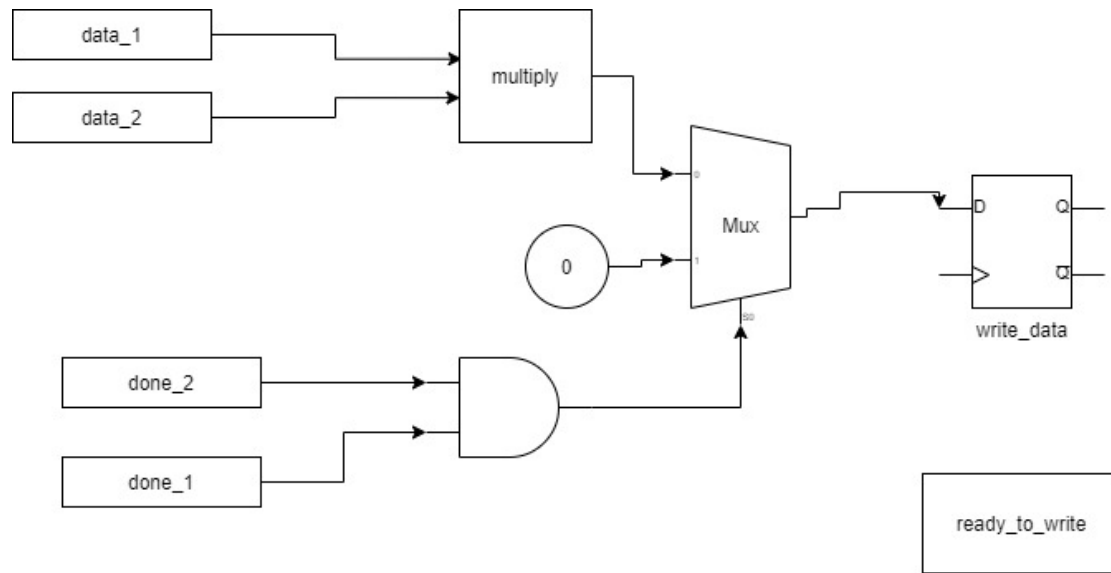 data_1
data_2
multiply
0
1
Mux
S0
0
D
Q
Q
write_data
done_2
done_1
ready_to_write